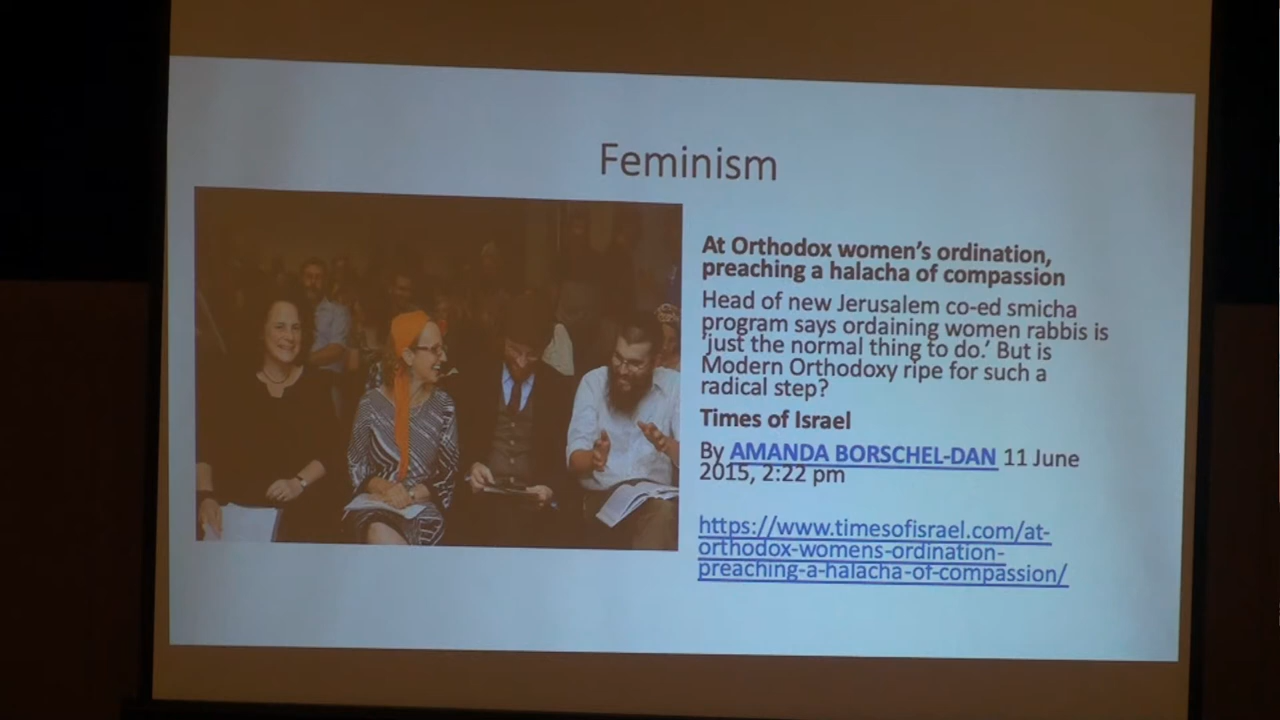 Feminism
At Orthodox women's ordination,
preaching a halacha of compassion
Head of new Jerusalem co-ed smicha
program says ordaining women rabbis is
'just the normal thing to do.' But is
Modern Orthodoxy ripe for such a
radical step?
Times of Israel
By AMANDA BORSCHEL-DAN 11 June
2015, 2:22 pm
https://www.timesofisrael.com/at-
orthodox-womens-ordination-
preaching-a-halacha-of-compassion/